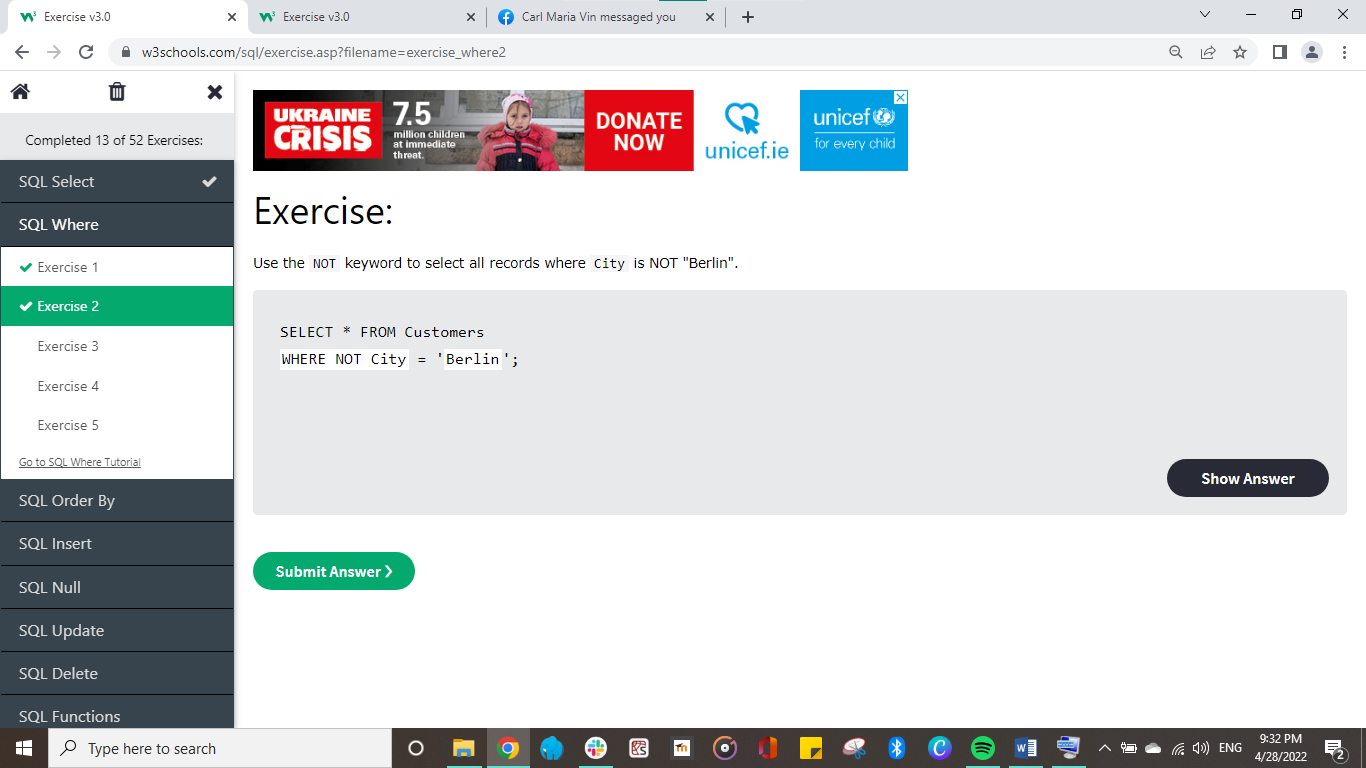 Exercise v3.0
Exercise v3.0
Carl Maria Vin messaged you
w3schools.com/sql/exercise.asp?filename=exercise_where2
Completed 13 of 52 Exercises:
SQL Select
SQL Where
Exercise 1
Exercise 2
Exercise 3
Exercise 4
Exercise 5
Go to SQL Where Tutorial
SQL Order By
SQL Insert
SQL Null
SQL Update
SQL Delete
SQL Functions
UKRAINE
CRISIS
7.5
million children
at immediate
threat.
DONATE
NOW
unicef.ie
unicef
for every child
Exercise:
Use the NOT keyword to select all records where City is NOT "Berlin".
SELECT * FROM Customers
WHERE NOT City = 'Berlin';
Show Answer
Submit Answer ❯
Type here to search
ENG
9:32 PM
4/28/2022
2